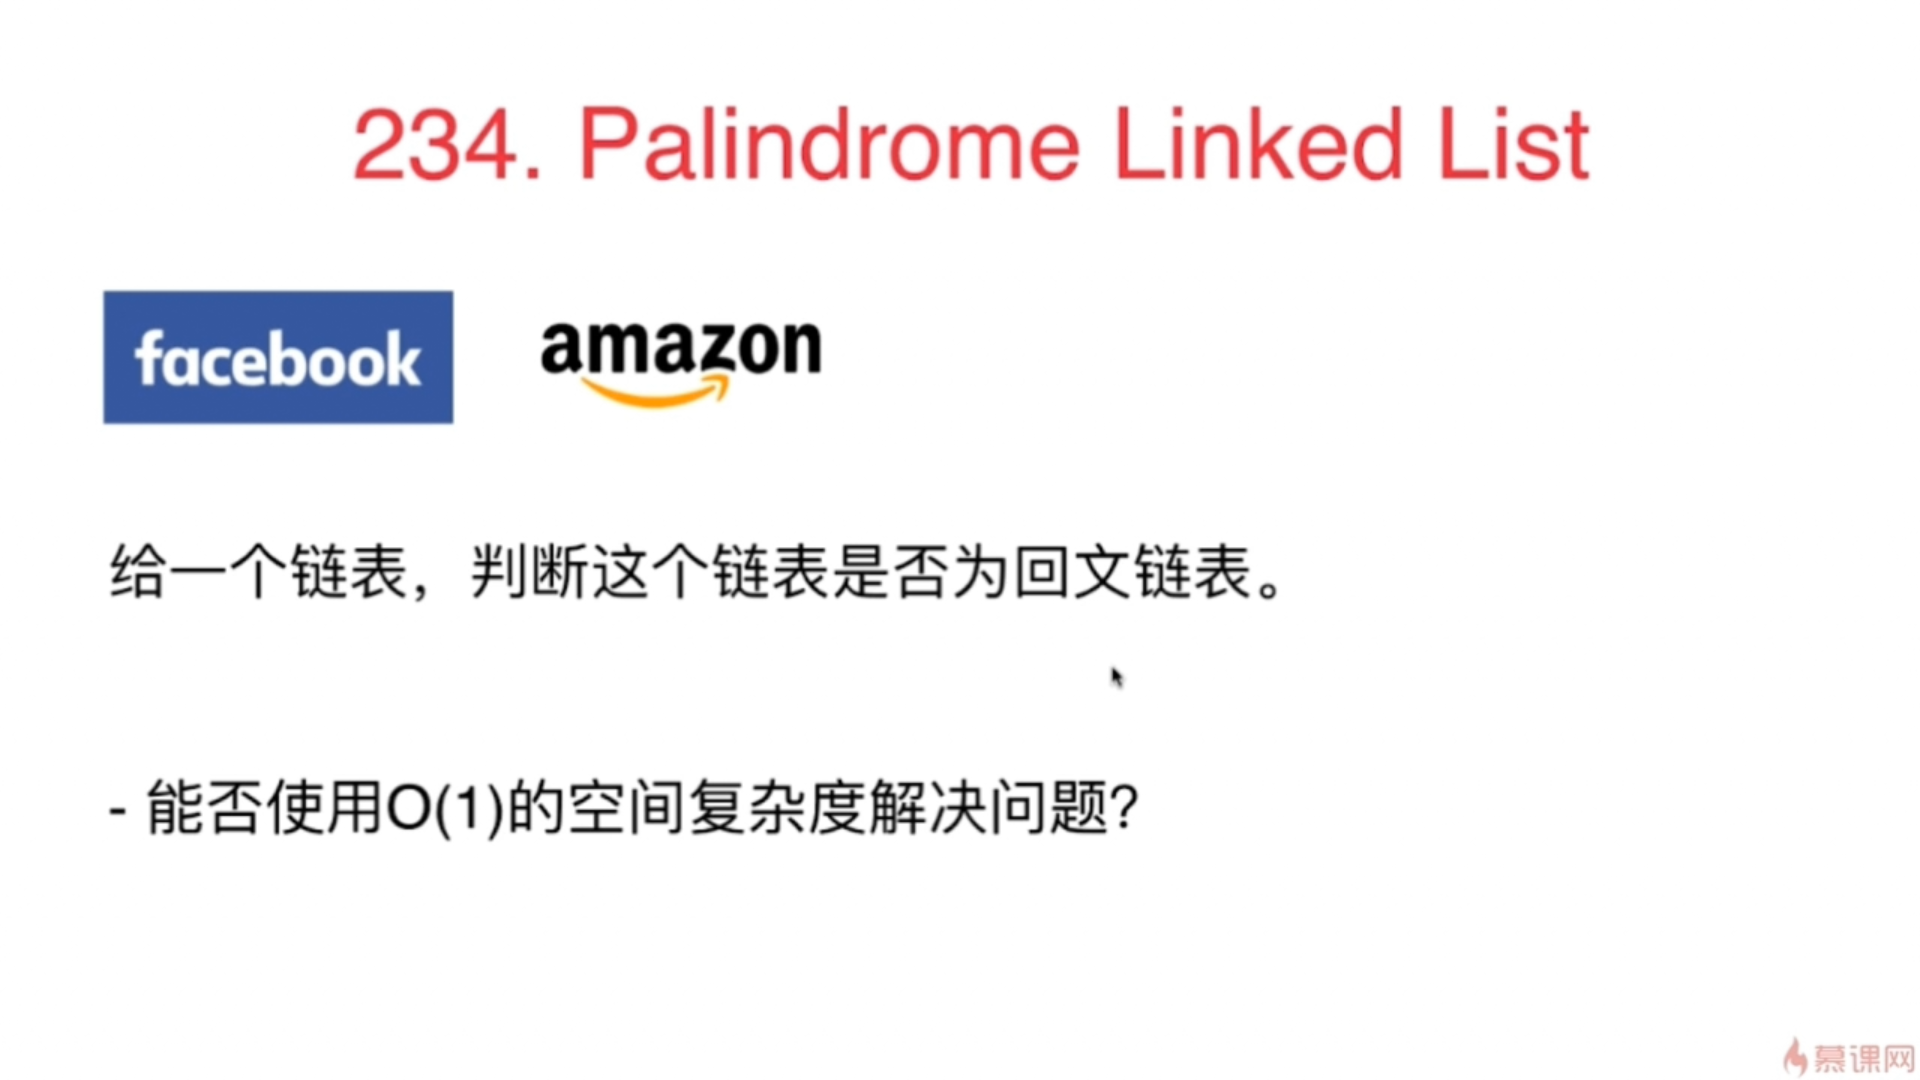 234. Palindrome Linked List
facebook
amazon
给一个链表，判断这个链表是否为回文链表。
- 能否使用O(1)的空间复杂度解决问题?
慕课网